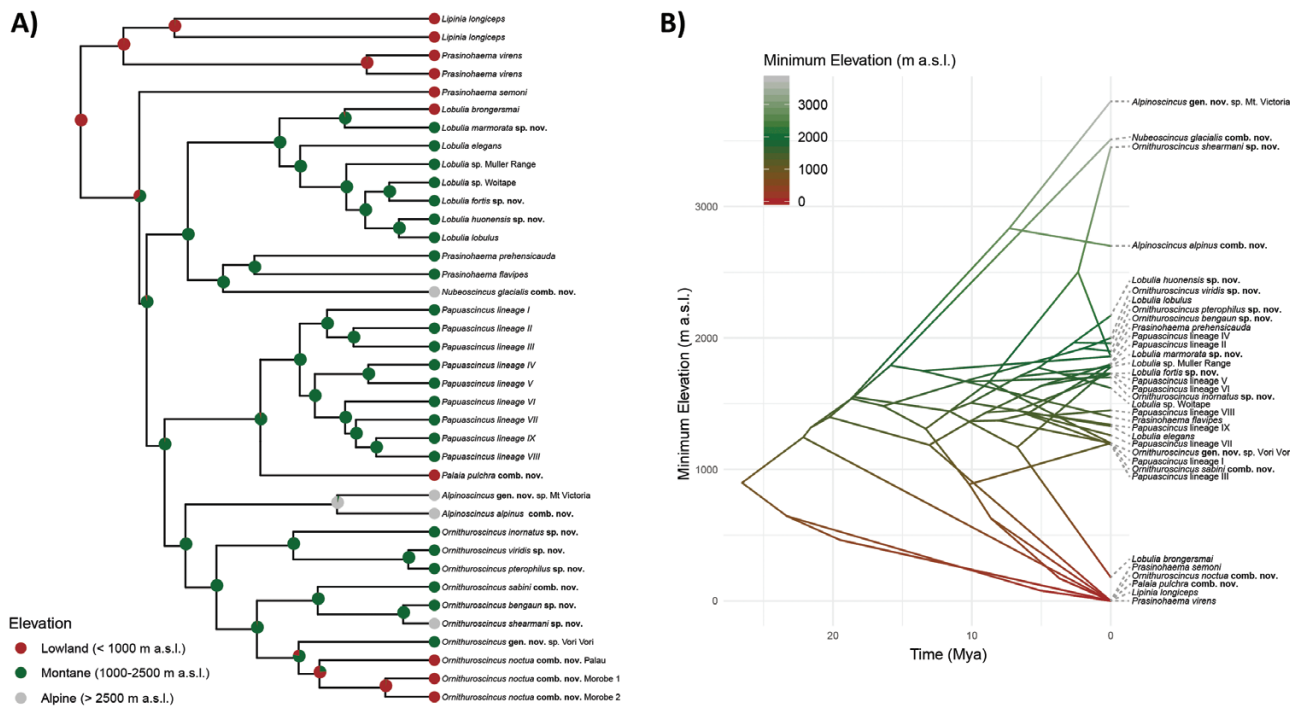 A)
Lipinia longiceps
Lipinia longiceps
Prasinohaema virens
Prasinohaema virens
Prasinohaema semoni
Lobulia brongersmai
Lobulia marmorata sp. nov.
Lobulia elegans
Lobulia sp. Muller Range
Lobulia sp. Woitape
Lobulia fortis sp. nov.
Lobulia huonensis sp. nov.
Lobulia lobulus
Prasinohaema prehensicauda
Prasinohaema flavipes
Nubeoscincus glacialis comb. nov.
Papuascincus lineage I
Papuascincus lineage II
Papuascincus lineage III
Papuascincus lineage IV
Papuascincus lineage V
Papuascincus lineage VI
Papuascincus lineage VII
Papuascincus lineage IX
Papuascincus lineage VIII
Palaia pulchra comb. nov.
Alpinoscincus gen. nov. sp. Mt Victoria
Alpinoscincus alpinus comb. nov.
Ornithuroscincus inornatus sp. nov.
Ornithuroscincus viridis sp. nov.
Ornithuroscincus pterophilus sp. nov.
Ornithuroscincus sabini comb. nov.
Ornithuroscincus bengaun sp. nov.
Ornithuroscincus shearmani sp. nov.
Ornithuroscincus gen. nov. sp. Vori Vori
Ornithuroscincus noctua comb. nov. Palau
Ornithuroscincus noctua comb. nov. Morobe 1
Ornithuroscincus noctua comb. nov. Morobe 2
Elevation
Lowland (< 1000 m a.s.l.)
Montane (1000-2500 m a.s.l.)
Alpine (> 2500 m a.s.l.)
B)
Minimum Elevation (m a.s.l.)
3000
2000
1000
0
Minimum Elevation (m a.s.l.)
3000
2000
1000
0
20
10
0
Time (Mya)
Alpinoscincus gen. nov. sp. Mt. Victoria
Nubeoscincus glacialis comb. nov.
Ornithuroscincus shearmani sp. nov.
Alpinoscincus alpinus comb. nov.
Lobulia huonensis sp. nov.
Ornithuroscincus viridis sp. nov.
Lobulia lobulus
Ornithuroscincus pterophilus sp. nov.
Ornithuroscincus bengaun sp. nov.
Prasinohaema prehensicauda
Papuascincus lineage IV
Papuascincus lineage II
Lobulia marmorata sp. nov.
Lobulia sp. Muller Range
Lobulia fortis sp. nov.
Papuascincus lineage V
Papuascincus lineage VI
Ornithuroscincus inornatus sp. nov.
Lobulia sp. Woitape
Papuascincus lineage VIII
Prasinohaema flavipes
Papuascincus lineage IX
Lobulia elegans
Papuascincus lineage VII
Ornithuroscincus gen. nov. sp. Vori Vori
Papuascincus lineage I
Ornithuroscincus sabini comb. nov.
Papuascincus lineage III
Lobulia brongersmai
Prasinohaema semoni
Ornithuroscincus noctua comb. nov.
Palaia pulchra comb. nov.
Lipinia longiceps
Prasinohaema virens